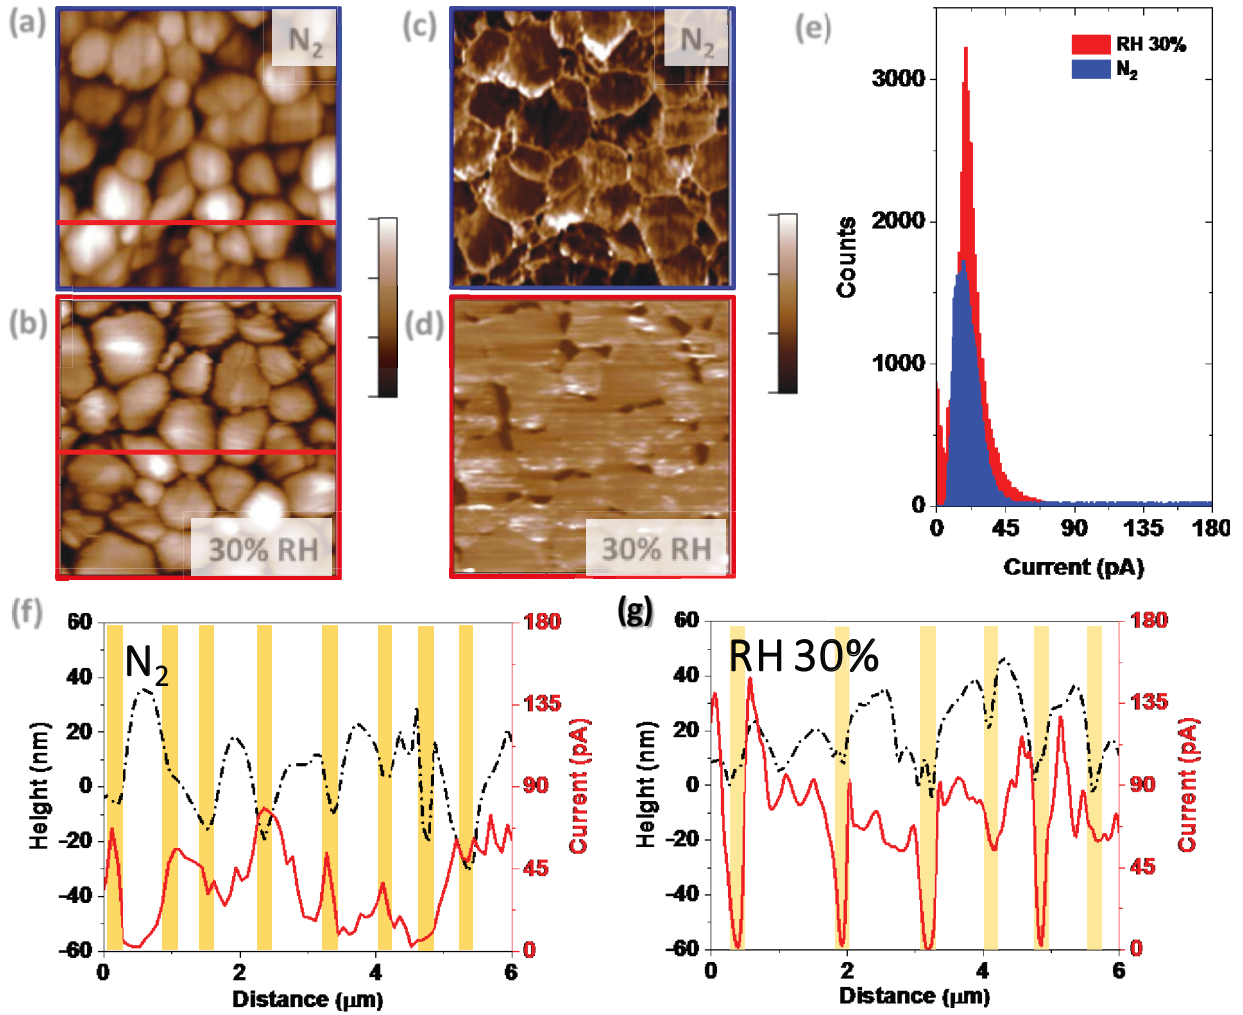 (a)
N2
(c)
N2
(e)
RH 30%
N2
3000
2000
1000
0
Counts
0
45
90
135
180
Current (pA)
(b)
30% RH
(d)
30% RH
(f)
N2
60
40
20
0
-20
-40
-60
Height (nm)
180
135
90
45
0
Current (pA)
0
2
4
6
Distance (μm)
(g)
RH 30%
60
40
20
0
-20
-40
-60
Height (nm)
180
135
90
45
0
Current (pA)
0
2
4
6
Distance (μm)